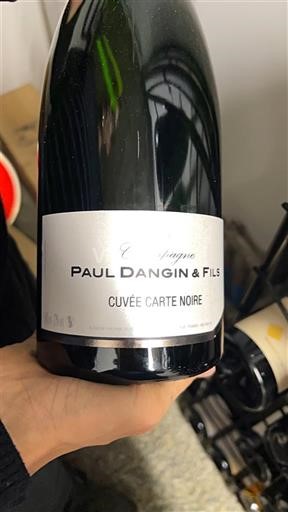 Champagne
PAUL DANGIN & FILS
CUVÉE CARTE NOIRE